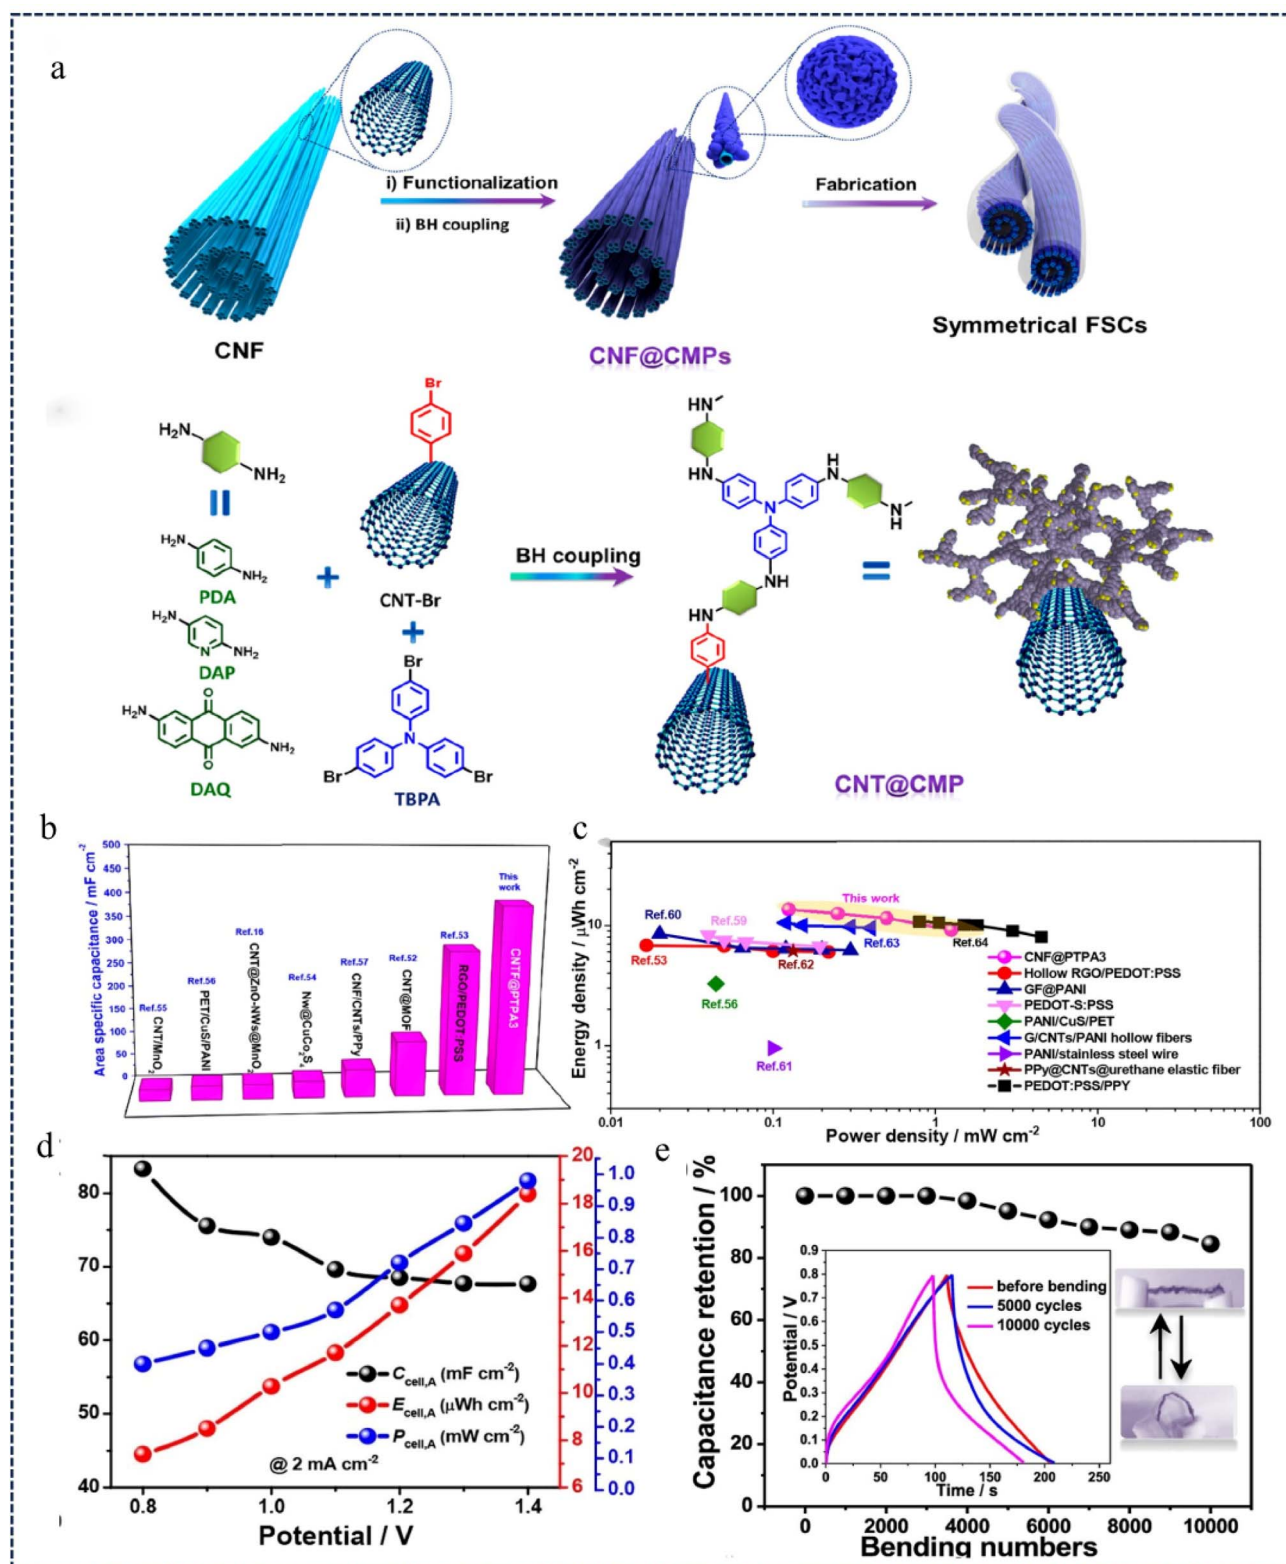 a
i) Functionalization
ii) BH coupling
Fabrication
CNF
CNF@CMPs
Symmetrical FSCs
H₂N
NH₂
H₂N
NH₂
PDA
H₂N
N
NH₂
DAP
O
H₂N
NH₂
O
DAQ
Br
CNT-Br
Br
N
Br
Br
TBPA
BH coupling
HN
HN
N
H
N
N
H
NH
HN
CNT@CMP
b
Area specific capacitance / mF cm⁻²
500
450
400
350
300
250
200
150
100
50
0
Ref.55
CNT/MnO₂
Ref.56
PET/CuS/PANI
Ref.16
CNT@ZnO-NWs@MnO₂
Ref.54
Nw@CuCo₂S₄
Ref.57
CNF/CNTs/PPy
Ref.52
CNT@MOF
Ref.53
RGO/PEDOT:PSS
This
work
CNTF@PTPA3
c
Energy density / μWh cm⁻²
10
1
This work
Ref.60
Ref.59
Ref.53
Ref.62
Ref.63
Ref.64
Ref.56
Ref.61
CNF@PTPA3
Hollow RGO/PEDOT:PSS
GF@PANI
PEDOT-S:PSS
PANI/CuS/PET
G/CNTs/PANI hollow fibers
PANI/stainless steel wire
PPy@CNTs@urethane elastic fiber
PEDOT:PSS/PPY
0.01 0.1 1 10 100
Power density / mW cm⁻²
d
80
70
60
50
40
20
18
16
14
12
10
8
6
1.0
0.9
0.8
0.7
0.6
0.5
0.4
0.3
0.2
0.1
0.0
C cell,A (mF cm⁻²)
E cell,A (μWh cm⁻²)
P cell,A (mW cm⁻²)
@ 2 mA cm⁻²
0.8 1.0 1.2 1.4
Potential / V
e
Capacitance retention / %
100
80
60
40
20
0
Potential / V
0.9
0.8
0.7
0.6
0.5
0.4
0.3
0.2
0.1
0.0
before bending
5000 cycles
10000 cycles
0 50 100 150 200 250
Time / s
0 2000 4000 6000 8000 10000
Bending numbers